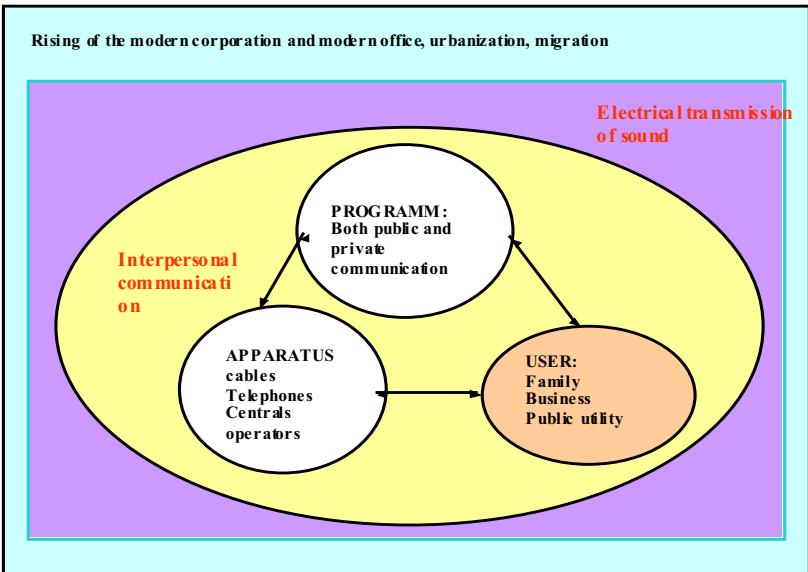 Rising of the modern corporation and modern office, urbanization, migration
Electrical transmission
of sound
PROGRAMM:
Both public and
private
communication
Interpersonal
communicati
on
APPARATUS
cables
Telephones
Centrals
operators
USER:
Family
Business
Public utility